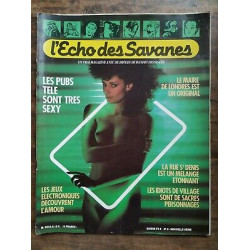 l'Echo des Savanes
LES PUBS
TELE
SONT TRES
SEXY
LE MAIRE
DE LONDRES EST
UN ORIGINAL
LA RUE St DENIS
EST UN MELANGE
ETONNANT
LES JEUX
ELECTRONIQUES
DECOUVRENT
L'AMOUR
LES IDIOTS DE VILLAGE
SONT DE SACRES
PERSONNAGES